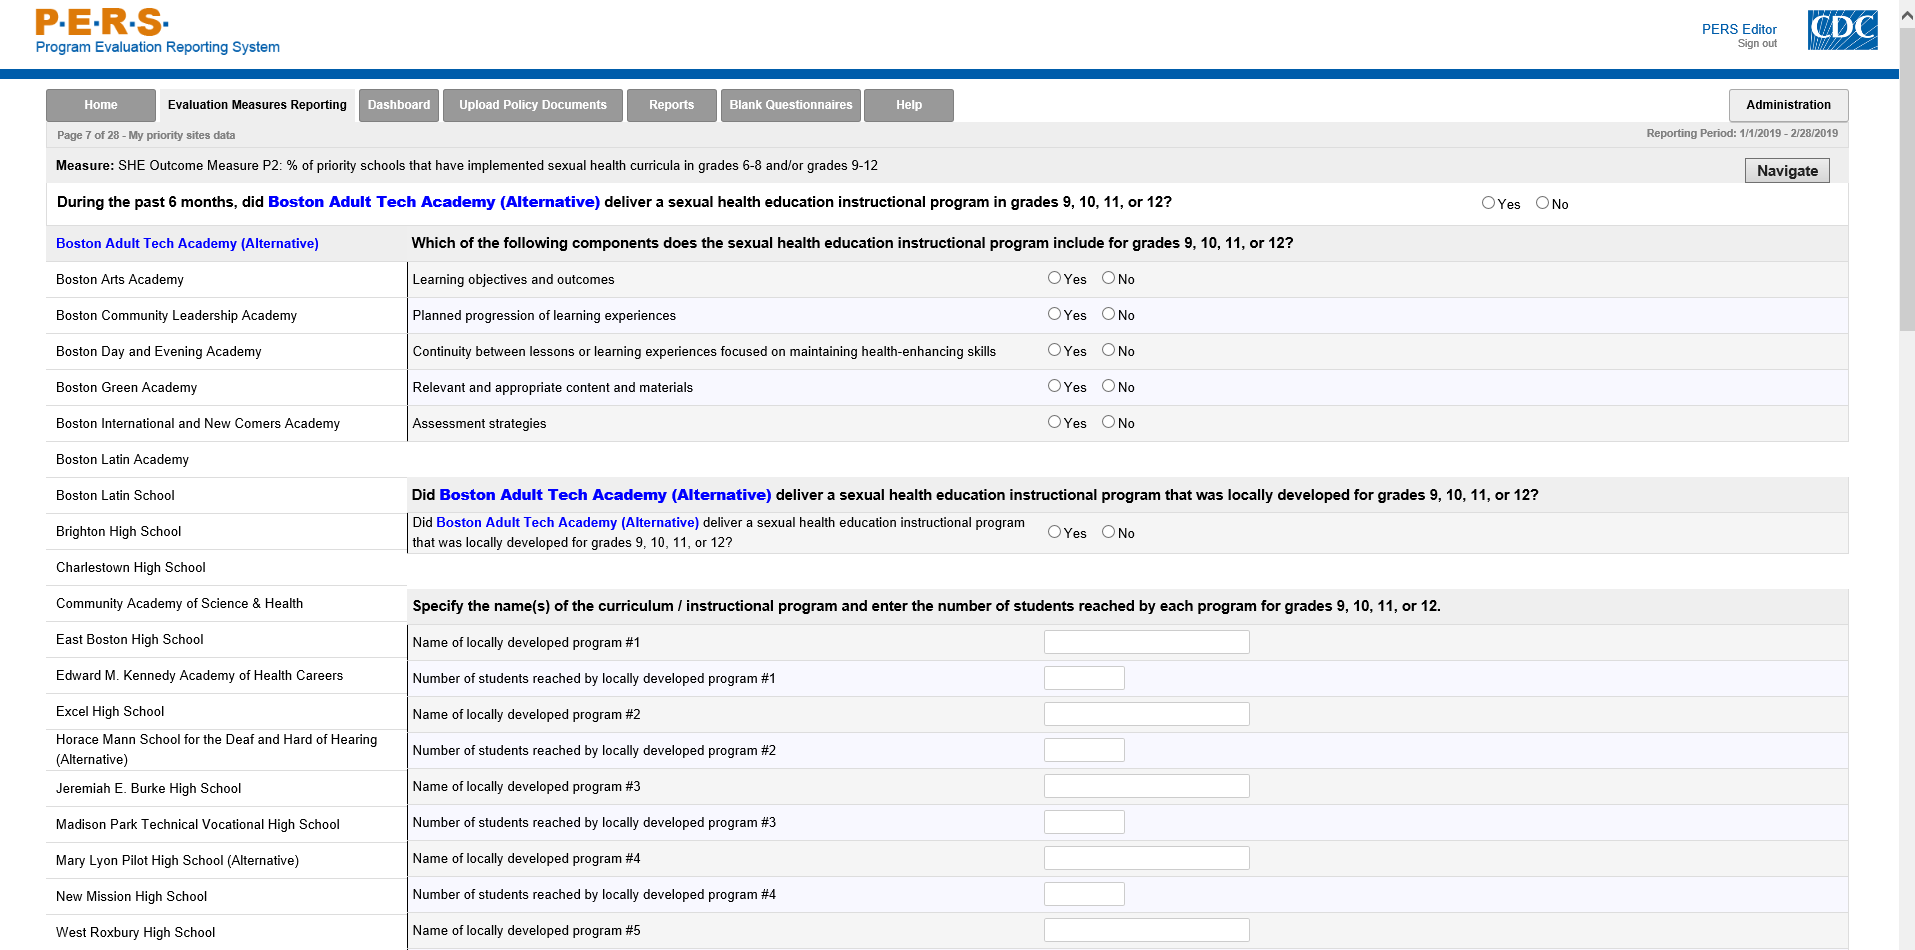 P.E.R.S.
Program Evaluation Reporting System
PERS Editor
Sign out
CDC
Home
Evaluation Measures Reporting
Dashboard
Upload Policy Documents
Reports
Blank Questionnaires
Help
Administration
Page 7 of 28 - My priority sites data
Reporting Period: 1/1/2019 - 2/28/2019
Measure: SHE Outcome Measure P2: % of priority schools that have implemented sexual health curricula in grades 6-8 and/or grades 9-12
Navigate
During the past 6 months, did Boston Adult Tech Academy (Alternative) deliver a sexual health education instructional program in grades 9, 10, 11, or 12?
Yes No
Boston Adult Tech Academy (Alternative)
Boston Arts Academy
Boston Community Leadership Academy
Boston Day and Evening Academy
Boston Green Academy
Boston International and New Comers Academy
Boston Latin Academy
Boston Latin School
Brighton High School
Charlestown High School
Community Academy of Science & Health
East Boston High School
Edward M. Kennedy Academy of Health Careers
Excel High School
Horace Mann School for the Deaf and Hard of Hearing
(Alternative)
Jeremiah E. Burke High School
Madison Park Technical Vocational High School
Mary Lyon Pilot High School (Alternative)
New Mission High School
West Roxbury High School
Which of the following components does the sexual health education instructional program include for grades 9, 10, 11, or 12?
Learning objectives and outcomes Yes No
Planned progression of learning experiences Yes No
Continuity between lessons or learning experiences focused on maintaining health-enhancing skills Yes No
Relevant and appropriate content and materials Yes No
Assessment strategies Yes No
Did Boston Adult Tech Academy (Alternative) deliver a sexual health education instructional program that was locally developed for grades 9, 10, 11, or 12?
Did Boston Adult Tech Academy (Alternative) deliver a sexual health education instructional program
that was locally developed for grades 9, 10, 11, or 12?
Yes No
Specify the name(s) of the curriculum / instructional program and enter the number of students reached by each program for grades 9, 10, 11, or 12.
Name of locally developed program #1
Number of students reached by locally developed program #1
Name of locally developed program #2
Number of students reached by locally developed program #2
Name of locally developed program #3
Number of students reached by locally developed program #3
Name of locally developed program #4
Number of students reached by locally developed program #4
Name of locally developed program #5